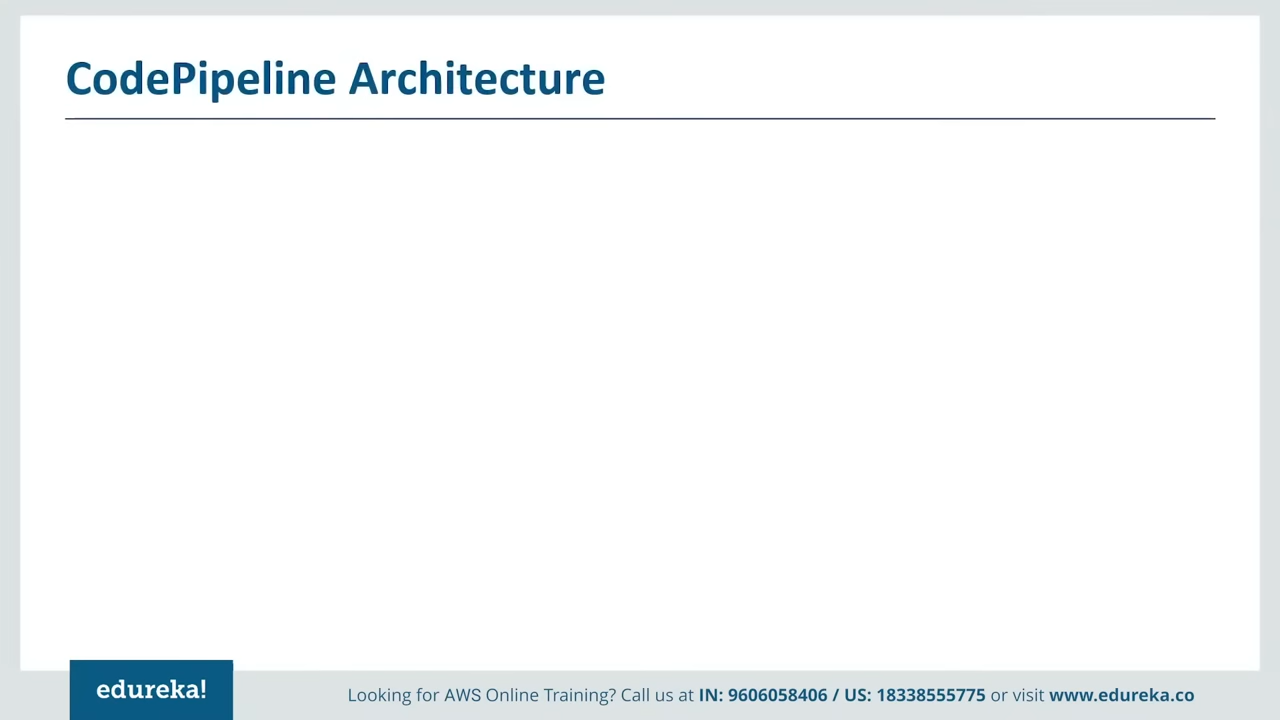 CodePipeline Architecture
edureka!
Looking for AWS Online Training? Call us at IN: 9606058406 / US: 18338555775 or visit www.edureka.co